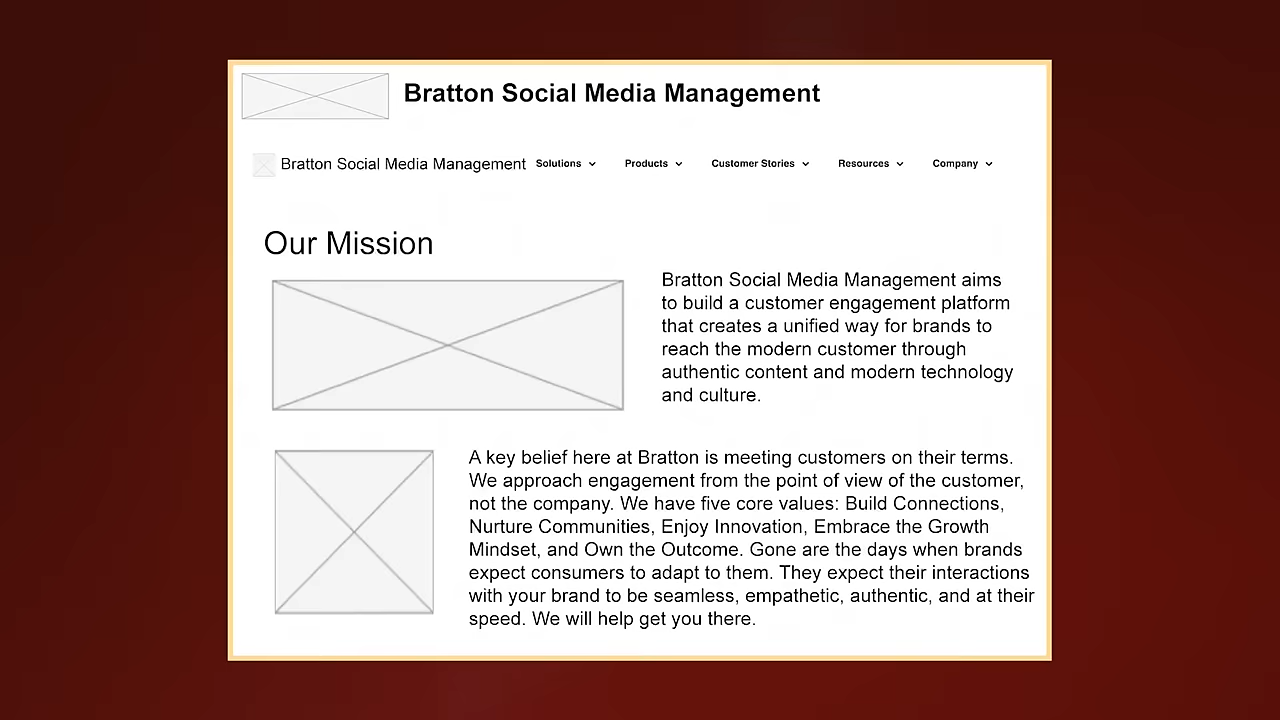 Bratton Social Media Management
Bratton Social Media Management Solutions Products Customer Stories Resources Company
Our Mission
Bratton Social Media Management aims
to build a customer engagement platform
that creates a unified way for brands to
reach the modern customer through
authentic content and modern technology
and culture.
A key belief here at Bratton is meeting customers on their terms.
We approach engagement from the point of view of the customer,
not the company. We have five core values: Build Connections,
Nurture Communities, Enjoy Innovation, Embrace the Growth
Mindset, and Own the Outcome. Gone are the days when brands
expect consumers to adapt to them. They expect their interactions
with your brand to be seamless, empathetic, authentic, and at their
speed. We will help get you there.